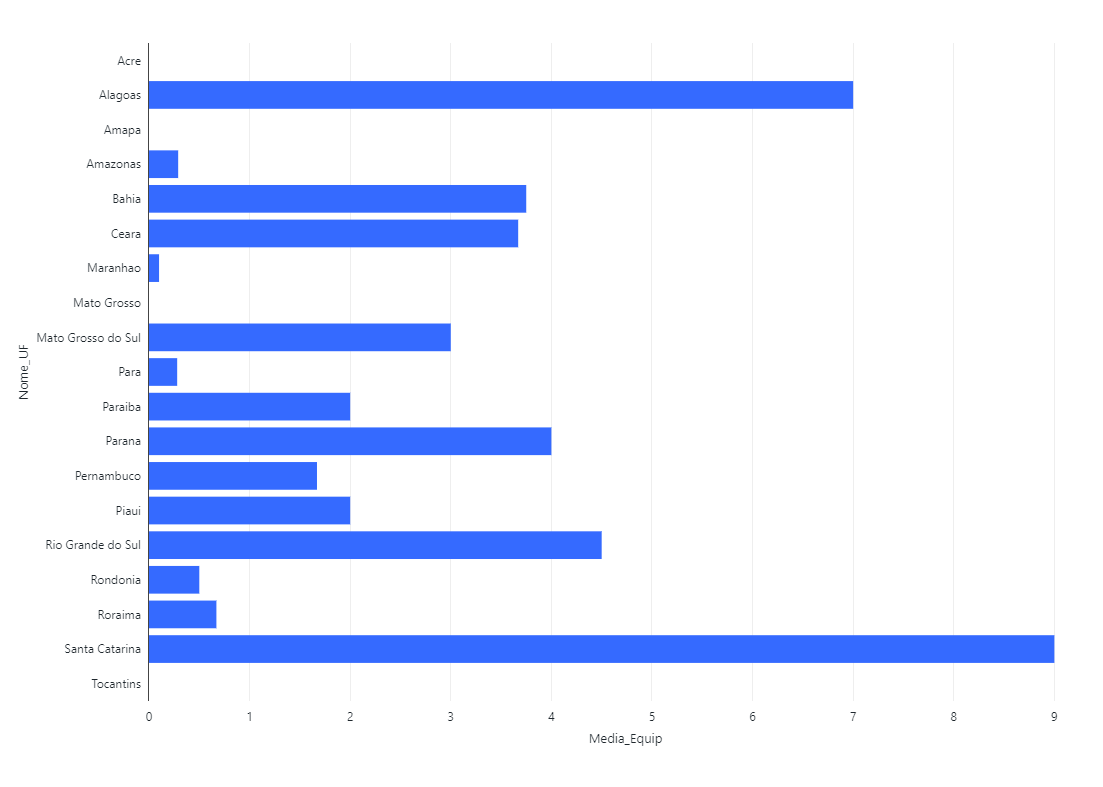 Acre
Alagoas
Amapa
Amazonas
Bahia
Ceara
Maranhao
Mato Grosso
Mato Grosso do Sul
Para
Paraiba
Parana
Pernambuco
Piaui
Rio Grande do Sul
Rondonia
Roraima
Santa Catarina
Tocantins
Nome_UF
0 1 2 3 4 5 6 7 8 9
Media_Equip